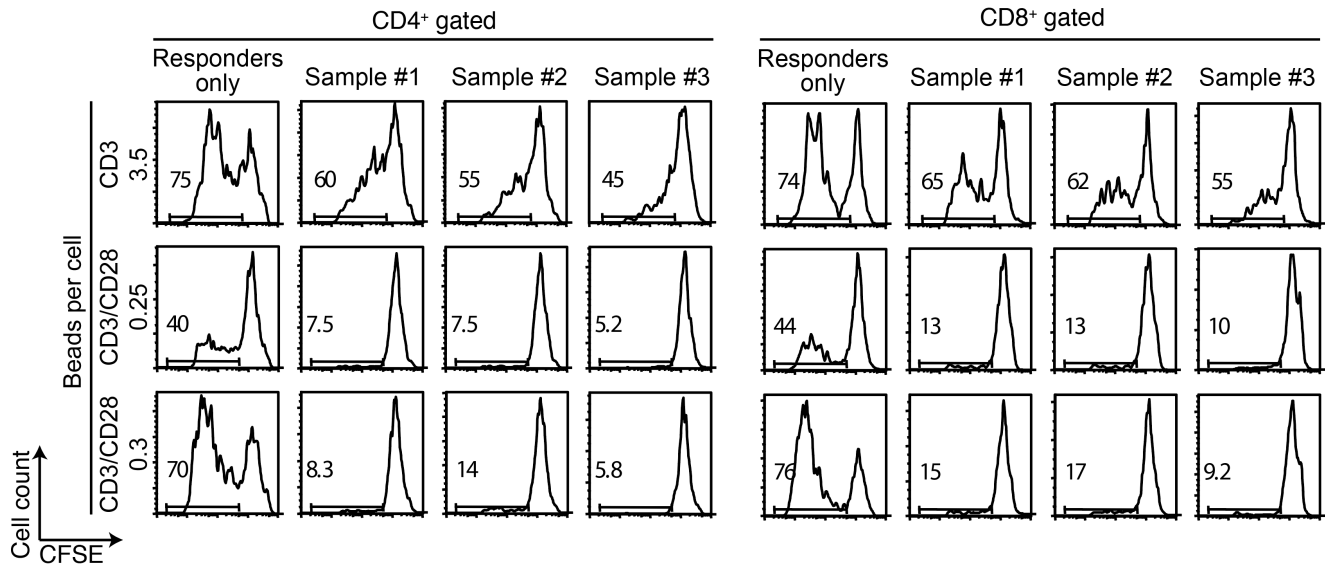 CD4⁺ gated
CD8⁺ gated
Responders only
Sample #1
Sample #2
Sample #3
Responders only
Sample #1
Sample #2
Sample #3
Beads per cell
CD3
3.5
75
60
55
45
74
65
62
55
CD3/CD28
0.25
40
7.5
7.5
5.2
44
13
13
10
CD3/CD28
0.3
70
8.3
14
5.8
76
15
17
9.2
Cell count
CFSE